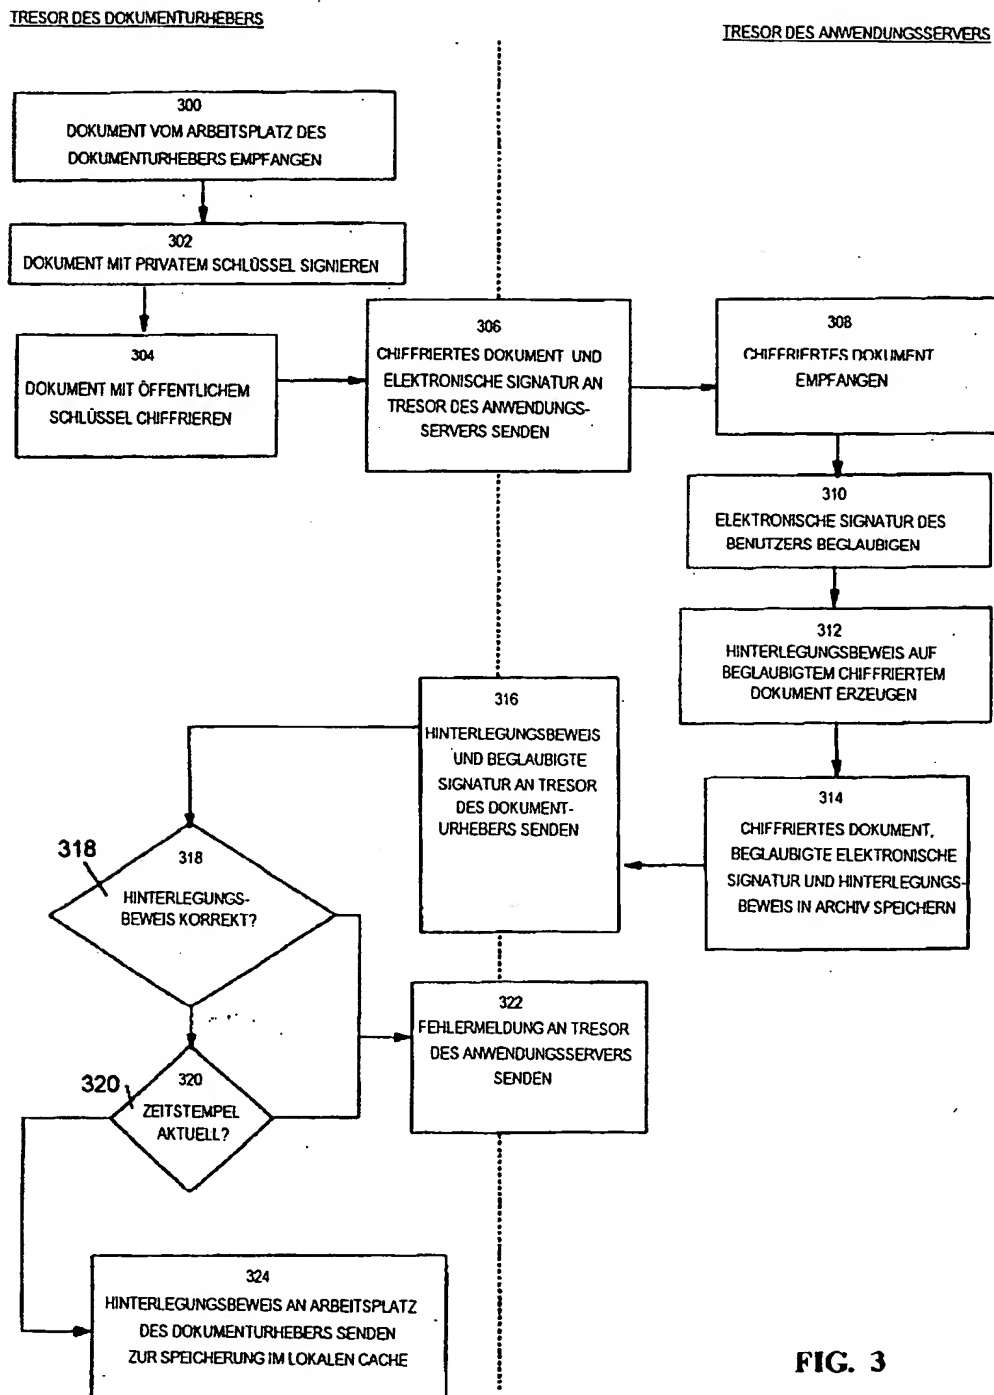 TRESOR DES DOKUMENTURHEBERS
TRESOR DES ANWENDUNGSSERVERS
300
DOKUMENT VOM ARBEITSPLATZ DES
DOKUMENTURHEBERS EMPFANGEN
302
DOKUMENT MIT PRIVATEM SCHLÜSSEL SIGNIEREN
304
DOKUMENT MIT ÖFFENTLICHEM
SCHLÜSSEL CHIFFRIEREN
306
CHIFFRIERTES DOKUMENT UND
ELEKTRONISCHE SIGNATUR AN
TRESOR DES ANWENDUNGS-
SERVERS SENDEN
308
CHIFFRIERTES DOKUMENT
EMPFANGEN
310
ELEKTRONISCHE SIGNATUR DES
BENUTZERS BEGLAUBIGEN
312
HINTERLEGUNGSBEWEIS AUF
BEGLAUBIGTEM CHIFFRIERTEM
DOKUMENT ERZEUGEN
314
CHIFFRIERTES DOKUMENT,
BEGLAUBIGTE ELEKTRONISCHE
SIGNATUR UND HINTERLEGUNGS-
BEWEIS IN ARCHIV SPEICHERN
316
HINTERLEGUNGSBEWEIS
UND BEGLAUBIGTE
SIGNATUR AN TRESOR
DES DOKUMENT-
URHEBERS SENDEN
318
318
HINTERLEGUNGS-
BEWEIS KORREKT?
320
320
ZEITSTEMPEL
AKTUELL?
322
FEHLERMELDUNG AN TRESOR
DES ANWENDUNGSSERVERS
SENDEN
324
HINTERLEGUNGSBEWEIS AN ARBEITSPLATZ
DES DOKUMENTURHEBERS SENDEN
ZUR SPEICHERUNG IM LOKALEN CACHE
FIG. 3